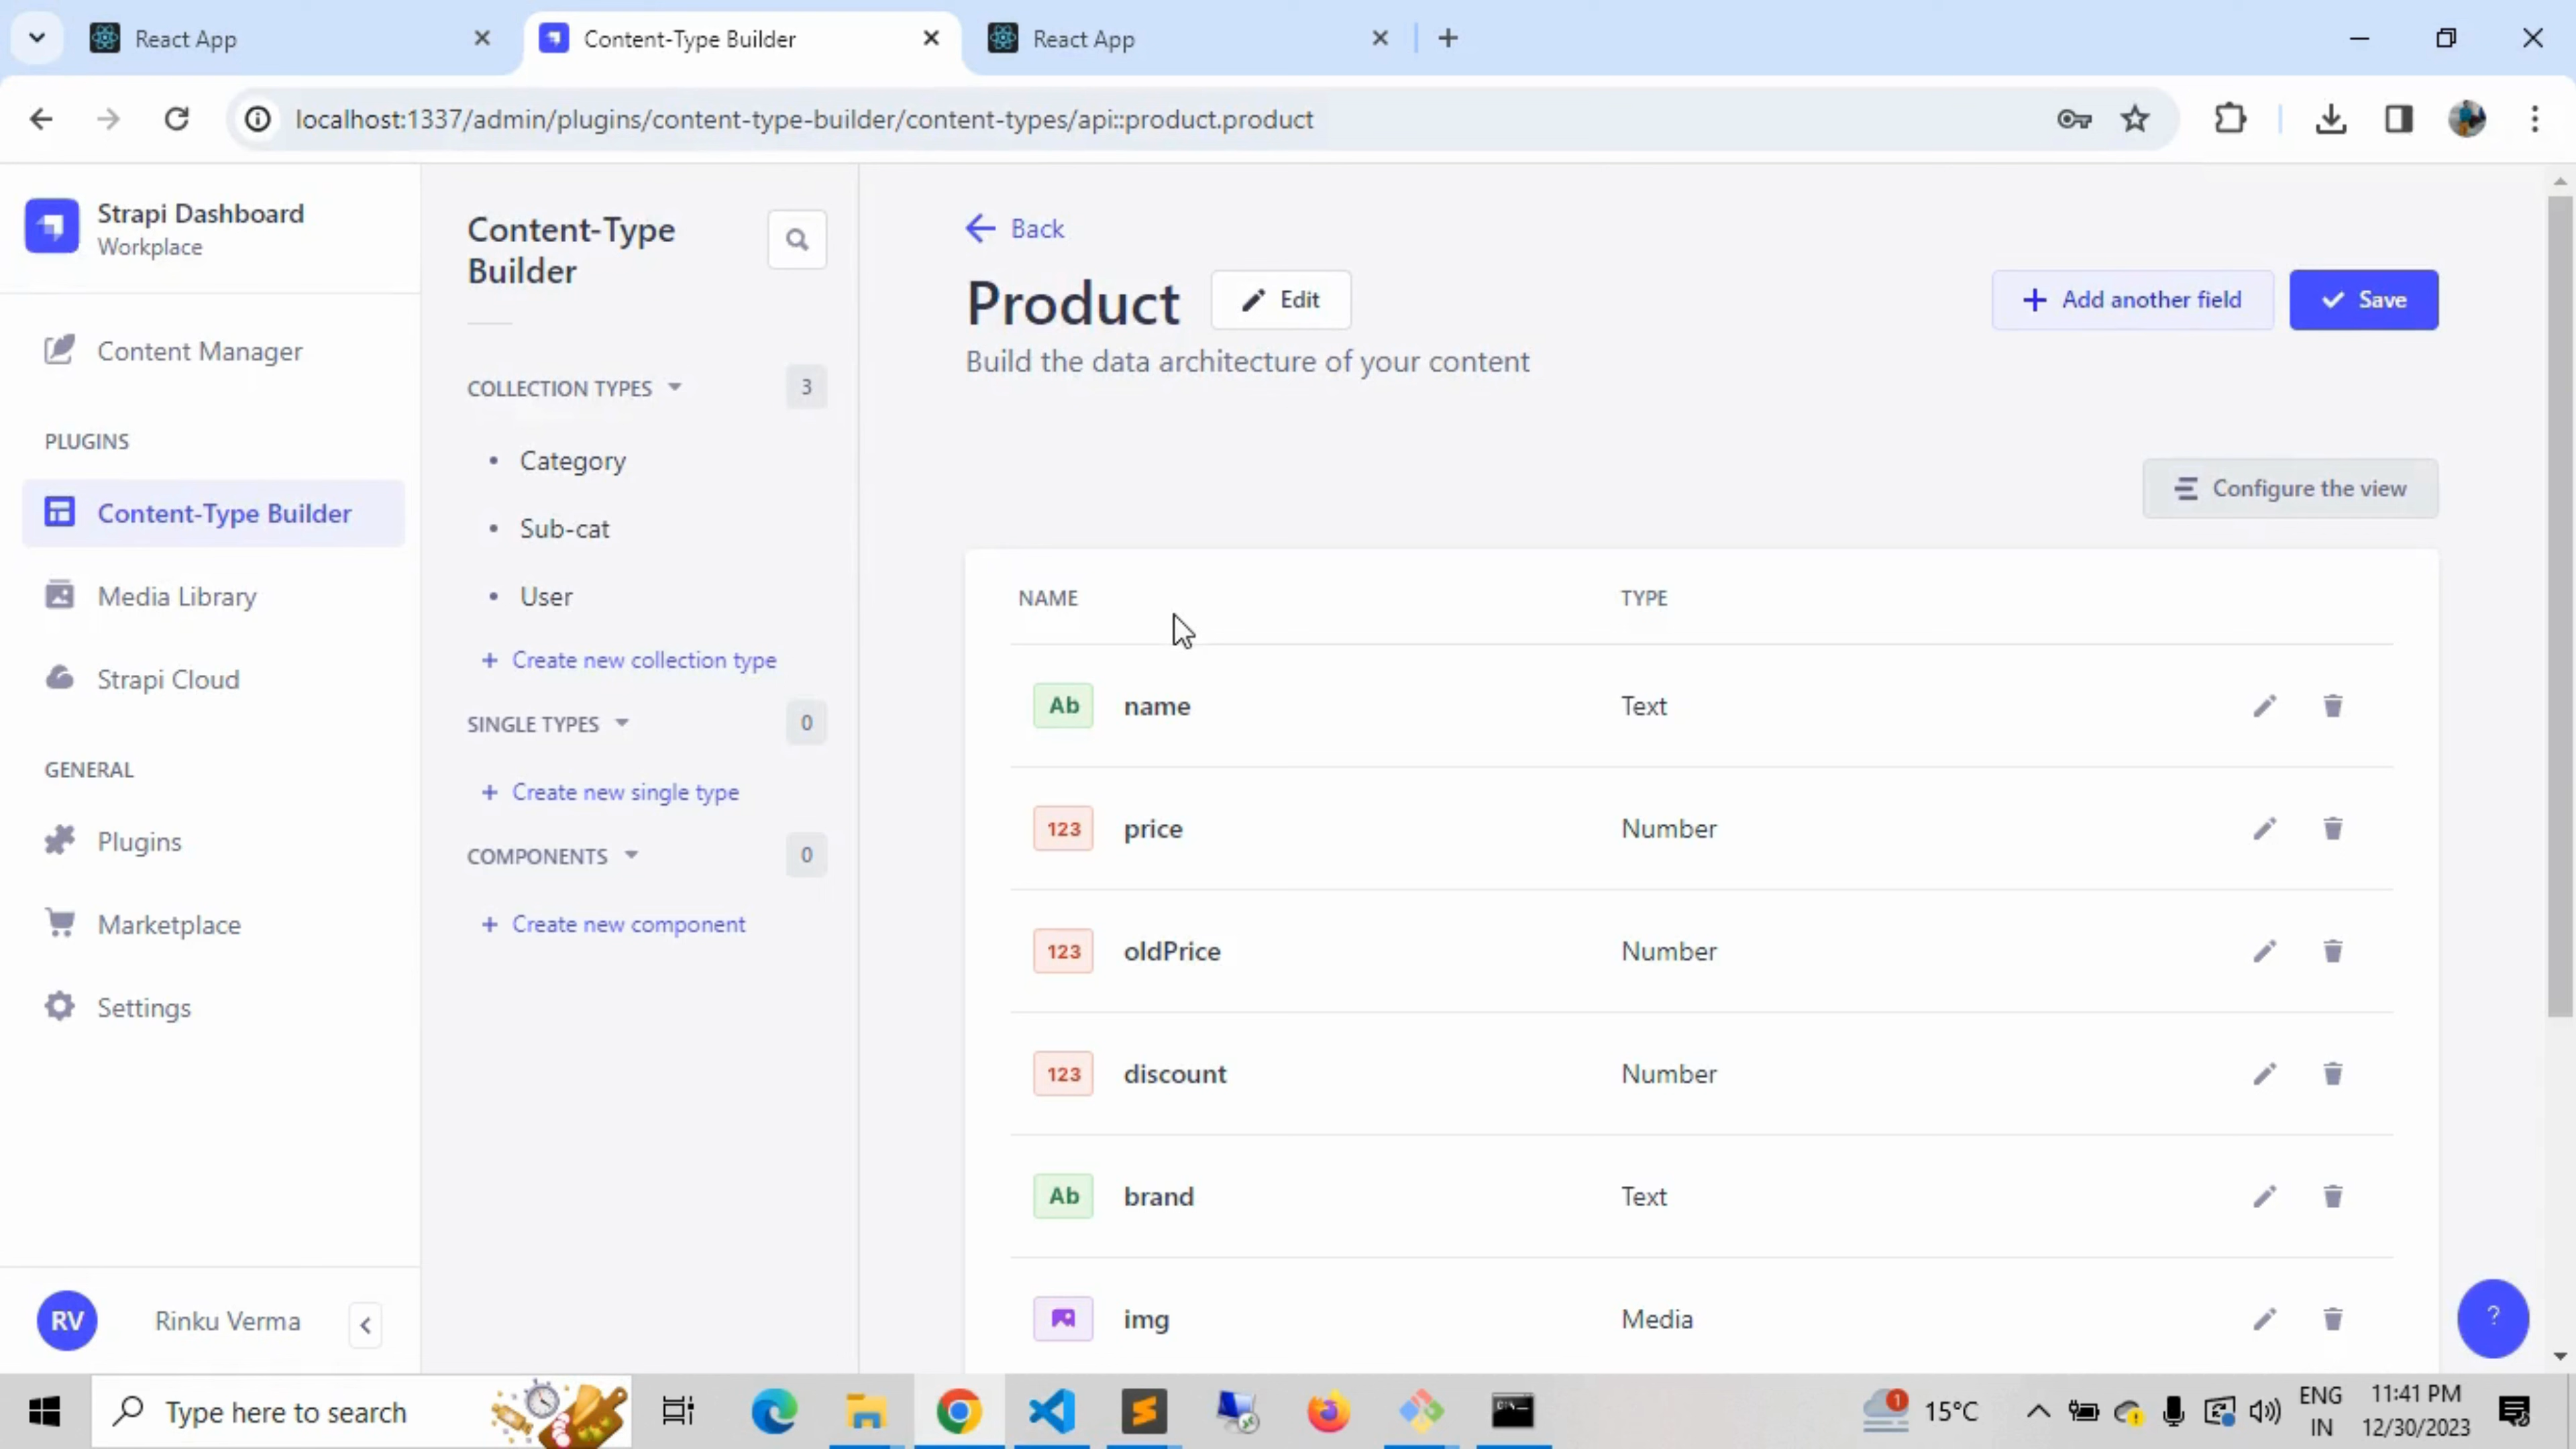 React App
Content-Type Builder
React App
localhost:1337/admin/plugins/content-type-builder/content-types/api::product.product
Strapi Dashboard
Workplace
Content Manager
PLUGINS
Content-Type Builder
Media Library
Strapi Cloud
GENERAL
Plugins
Marketplace
Settings
RV
Rinku Verma
Content-Type
Builder
COLLECTION TYPES
3
Category
Sub-cat
User
+ Create new collection type
SINGLE TYPES
0
+ Create new single type
COMPONENTS
0
+ Create new component
Back
Product
Edit
+ Add another field
Save
Build the data architecture of your content
Configure the view
NAME
TYPE
Ab
name
Text
123
price
Number
123
oldPrice
Number
123
discount
Number
Ab
brand
Text
img
Media
?
Type here to search
1
15°C
ENG
IN
11:41 PM
12/30/2023